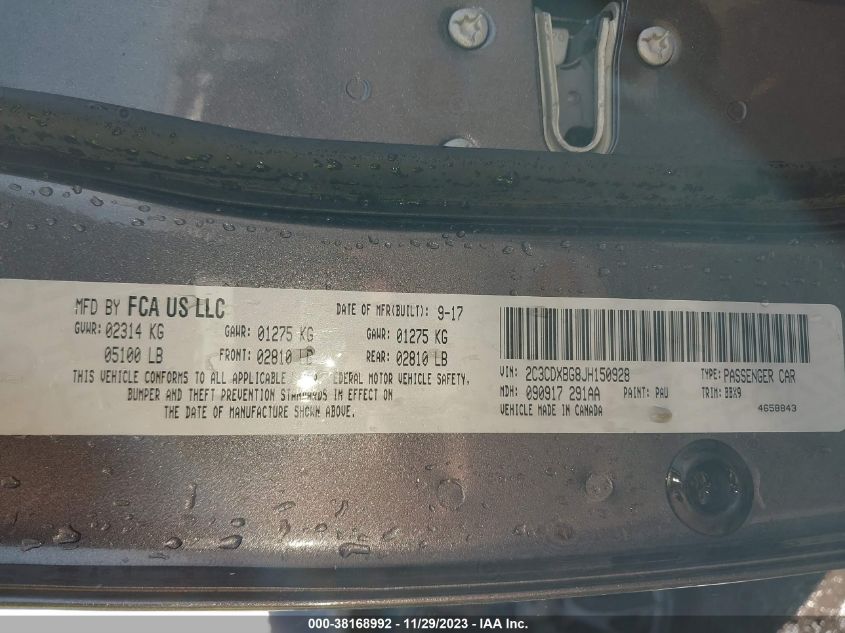 MFD BY FCA US LLC
DATE OF MFR(BUILT): 9-17
GVWR: 02314 KG GAWR: 01275 KG GAWR: 01275 KG
05100 LB FRONT: 02810 LB REAR: 02810 LB
THIS VEHICLE CONFORMS TO ALL APPLICABLE FEDERAL MOTOR VEHICLE SAFETY,
BUMPER AND THEFT PREVENTION STANDARDS IN EFFECT ON
THE DATE OF MANUFACTURE SHOWN ABOVE.
VIN: 2C3CDXBG8JH150928 TYPE: PASSENGER CAR
MDH: 090917 291AA PAINT: PAU TRIM: BBX9
VEHICLE MADE IN CANADA 4658843
000-38168992 - 11/29/2023 - IAA Inc.